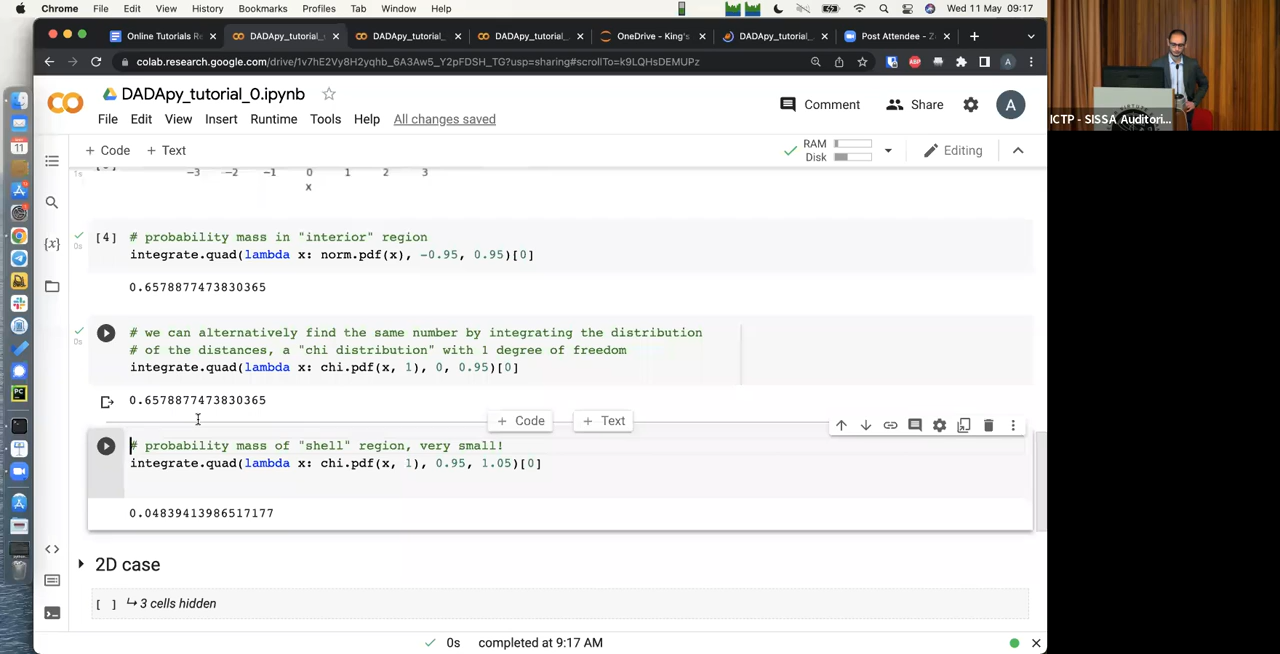 Chrome File Edit View History Bookmarks Profiles Tab Window Help Wed 11 May 09:17
Online Tutorials R DADApy_tutorial_ DADApy_tutorial_ DADApy_tutorial_ OneDrive - King's DADApy_tutorial_ Post Attendee - Z
colab.research.google.com/drive/1v7hE2Vy8H2yqhb_6A3Aw5_Y2pFDSH_TG?usp=sharing#scrollTo=k9LQHsDEMUPz
DADApy_tutorial_0.ipynb
Comment Share A
File Edit View Insert Runtime Tools Help All changes saved
+ Code + Text RAM Disk Editing
1s
−3 −2 −1 0 1 2 3
x
[4] # probability mass in "interior" region
0s
integrate.quad(lambda x: norm.pdf(x), -0.95, 0.95)[0]
0.6578877473830365
# we can alternatively find the same number by integrating the distribution
0s
# of the distances, a "chi distribution" with 1 degree of freedom
integrate.quad(lambda x: chi.pdf(x, 1), 0, 0.95)[0]
0.6578877473830365
+ Code + Text
# probability mass of "shell" region, very small!
integrate.quad(lambda x: chi.pdf(x, 1), 0.95, 1.05)[0]
0.04839413986517177
2D case
[ ] ↳ 3 cells hidden
0s completed at 9:17 AM
ICTP - SISSA Auditori...